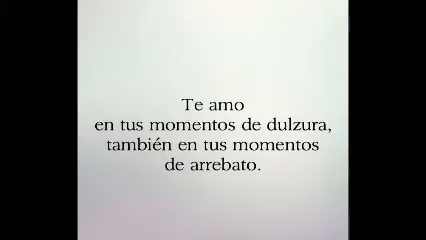 Te amo
en tus momentos de dulzura,
también en tus momentos
de arrebato.